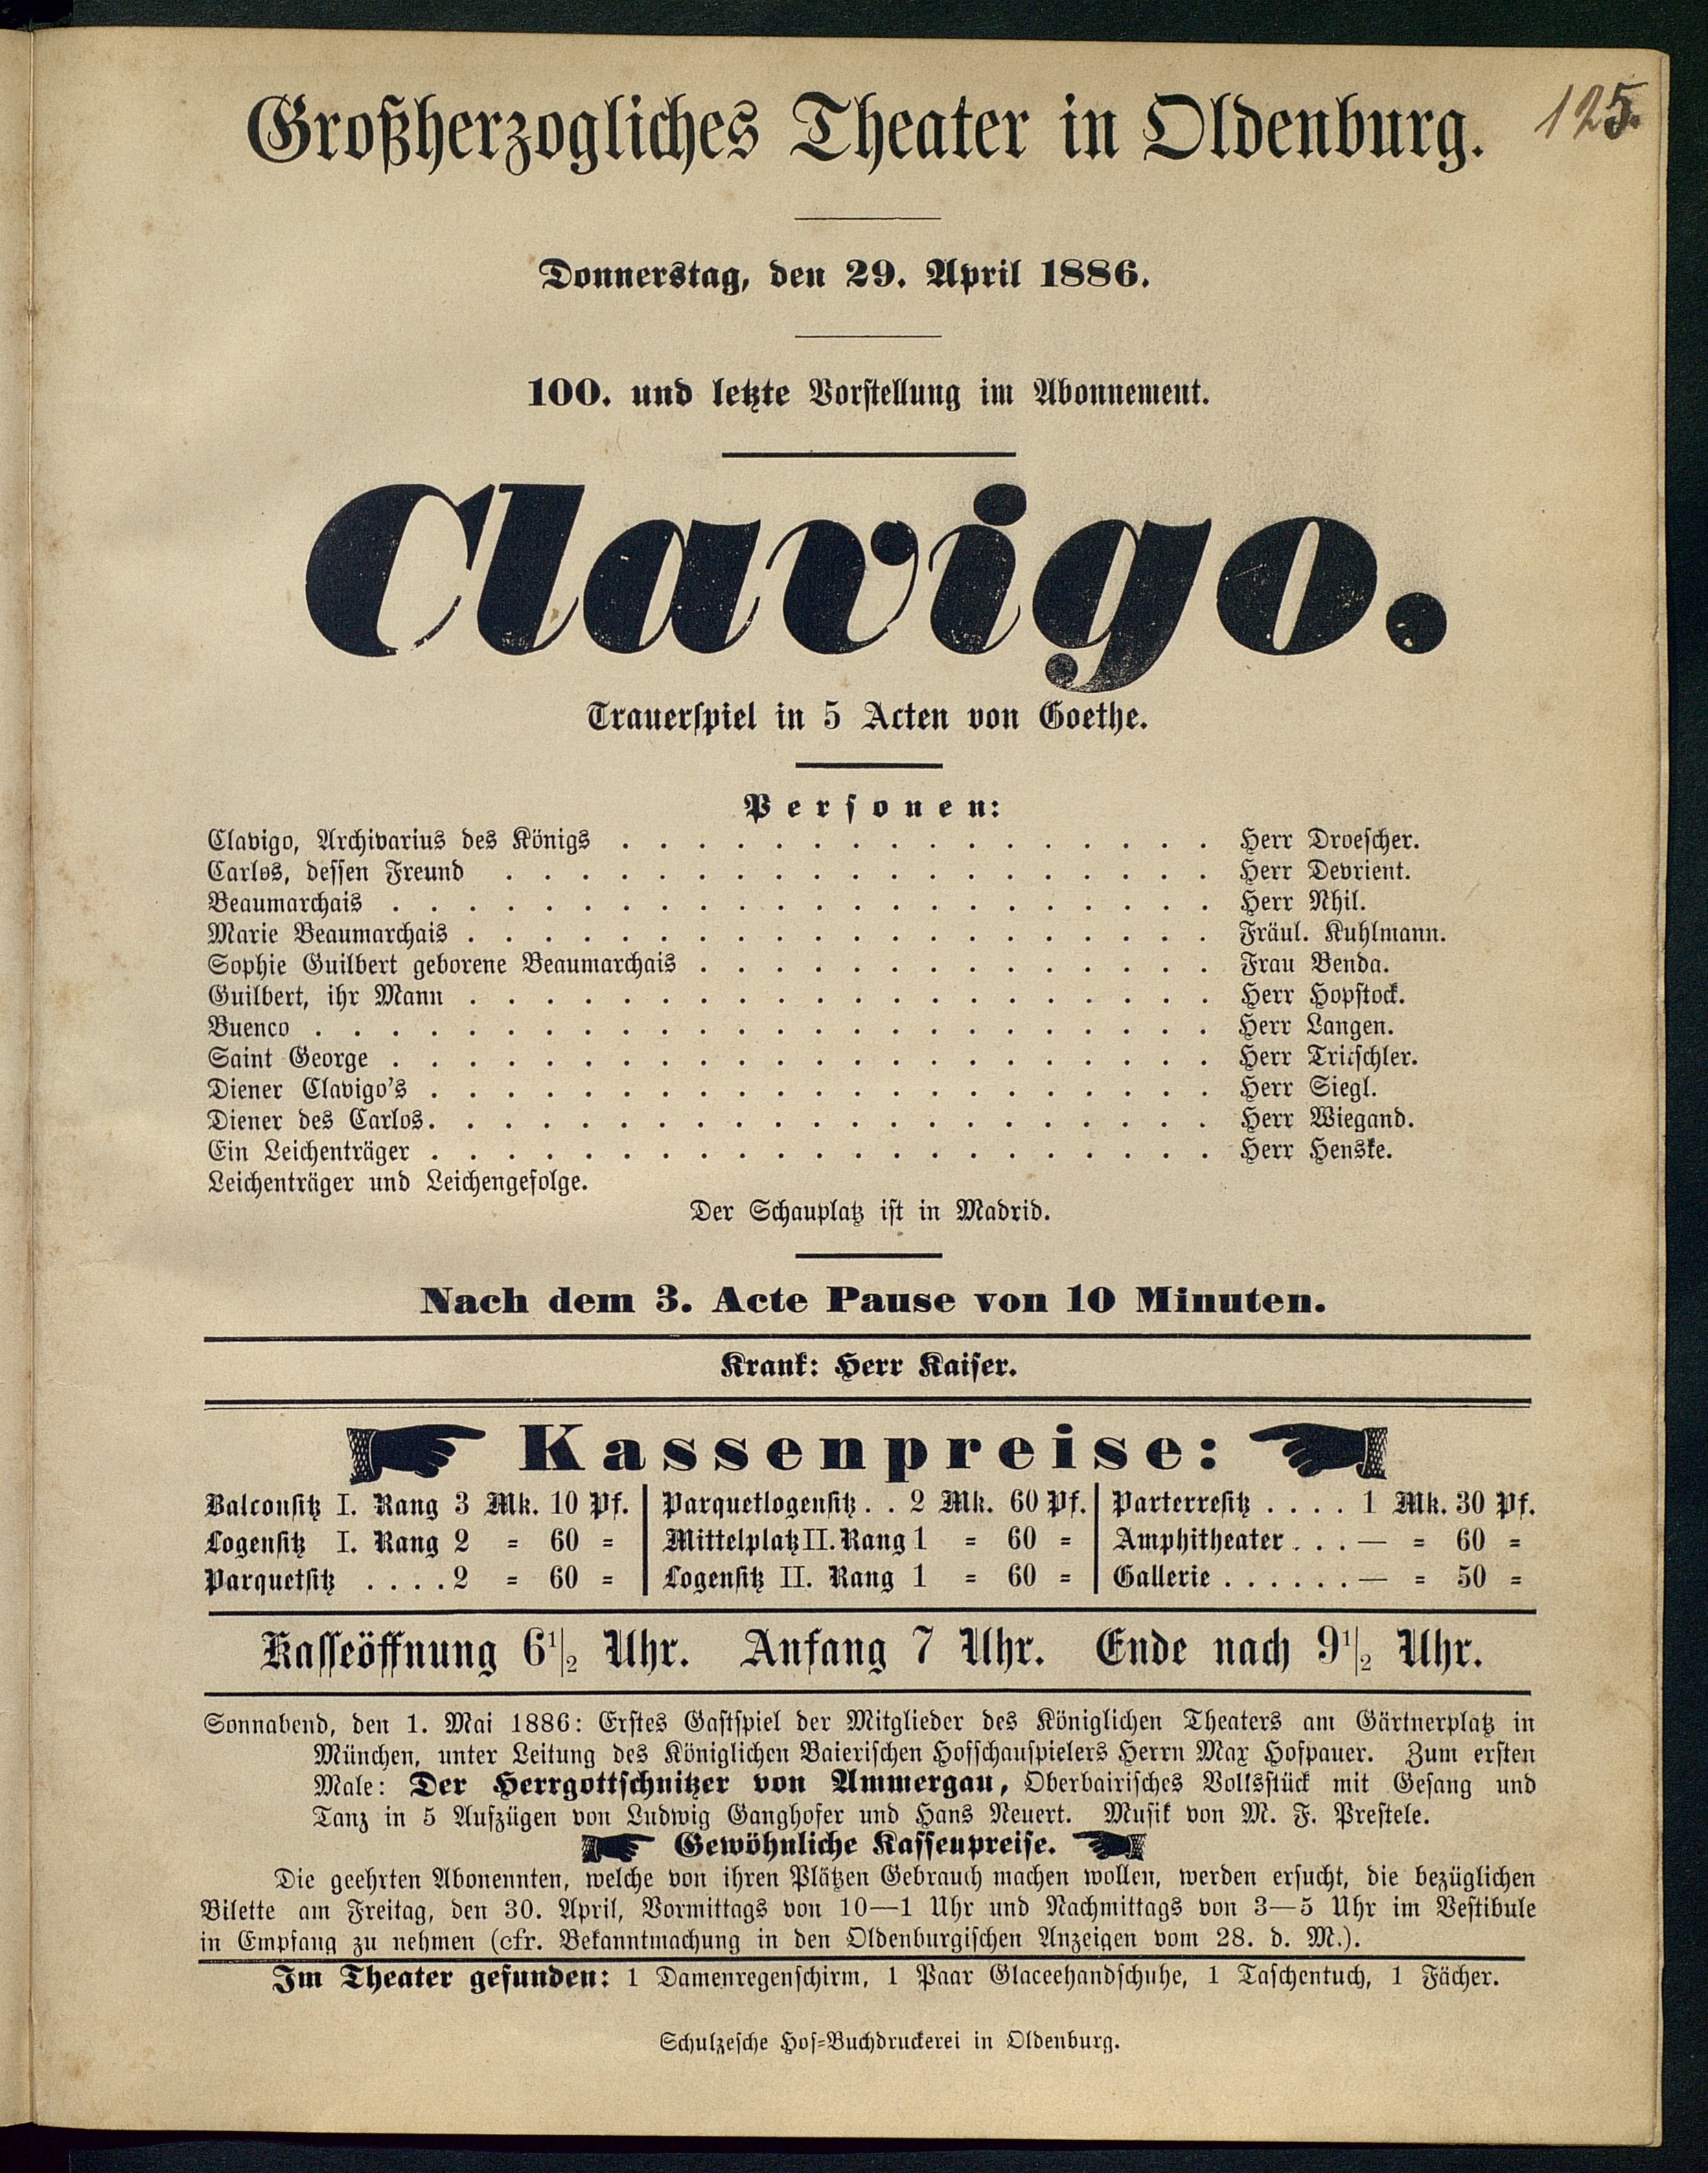 Großherzogliches Theater in Oldenburg.
125.
Donnerstag, den 29. April 1886.
100. und letzte Vorstellung im Abonnement.
Clavigo.
Trauerspiel in 5 Acten von Goethe.
Personen:
Clavigo, Archivarius des Königs . . . . . . . . . . . . . . . . Herr Droescher.
Carlos, dessen Freund . . . . . . . . . . . . . . . . . . . Herr Devrient.
Beaumarchais . . . . . . . . . . . . . . . . . . . . . . Herr Rhil.
Marie Beaumarchais . . . . . . . . . . . . . . . . . . . . Fräul. Kuhlmann.
Sophie Guilbert geborene Beaumarchais . . . . . . . . . . . . . . Frau Benda.
Guilbert, ihr Mann . . . . . . . . . . . . . . . . . . . . Herr Hopstock.
Buenco . . . . . . . . . . . . . . . . . . . . . . . . Herr Langen.
Saint George . . . . . . . . . . . . . . . . . . . . . . Herr Tritschler.
Diener Clavigo's . . . . . . . . . . . . . . . . . . . . . Herr Siegl.
Diener des Carlos. . . . . . . . . . . . . . . . . . . . . Herr Wiegand.
Ein Leichenträger . . . . . . . . . . . . . . . . . . . . . Herr Henske.
Leichenträger und Leichengefolge.
Der Schauplatz ist in Madrid.
Nach dem 3. Acte Pause von 10 Minuten.
Krank: Herr Kaiser.
Kassenpreise:
Balconsitz I. Rang 3 Mk. 10 Pf. Parquetlogensitz . . 2 Mk. 60 Pf. Parterresitz . . . . 1 Mk. 30 Pf.
Logensitz I. Rang 2 = 60 = Mittelplatz II. Rang 1 = 60 = Amphitheater . . . — = 60 =
Parquetsitz . . . . 2 = 60 = Logensitz II. Rang 1 = 60 = Gallerie . . . . . . — = 50 =
Kasseöffnung 6 1/2 Uhr. Anfang 7 Uhr. Ende nach 9 1/2 Uhr.
Sonnabend, den 1. Mai 1886: Erstes Gastspiel der Mitglieder des Königlichen Theaters am Gärtnerplatz in
München, unter Leitung des Königlichen Baierischen Hofschauspielers Herrn Max Hofpauer. Zum ersten
Male: Der Herrgottschnitzer von Ammergau, Oberbairisches Vollsstück mit Gesang und
Tanz in 5 Aufzügen von Ludwig Ganghofer und Hans Neuert. Musik von M. F. Prestele.
Gewöhnliche Kassenpreise.
Die geehrten Abonennten, welche von ihren Plätzen Gebrauch machen wollen, werden ersucht, die bezüglichen
Bilette am Freitag, den 30. April, Vormittags von 10—1 Uhr und Nachmittags von 3—5 Uhr im Vestibule
in Empfang zu nehmen (cfr. Bekanntmachung in den Oldenburgischen Anzeigen vom 28. d. M.).
Im Theater gefunden: 1 Damenregenschirm, 1 Paar Glaceehandschuhe, 1 Taschentuch, 1 Fächer.
Schulzesche Hof=Buchdruckerei in Oldenburg.